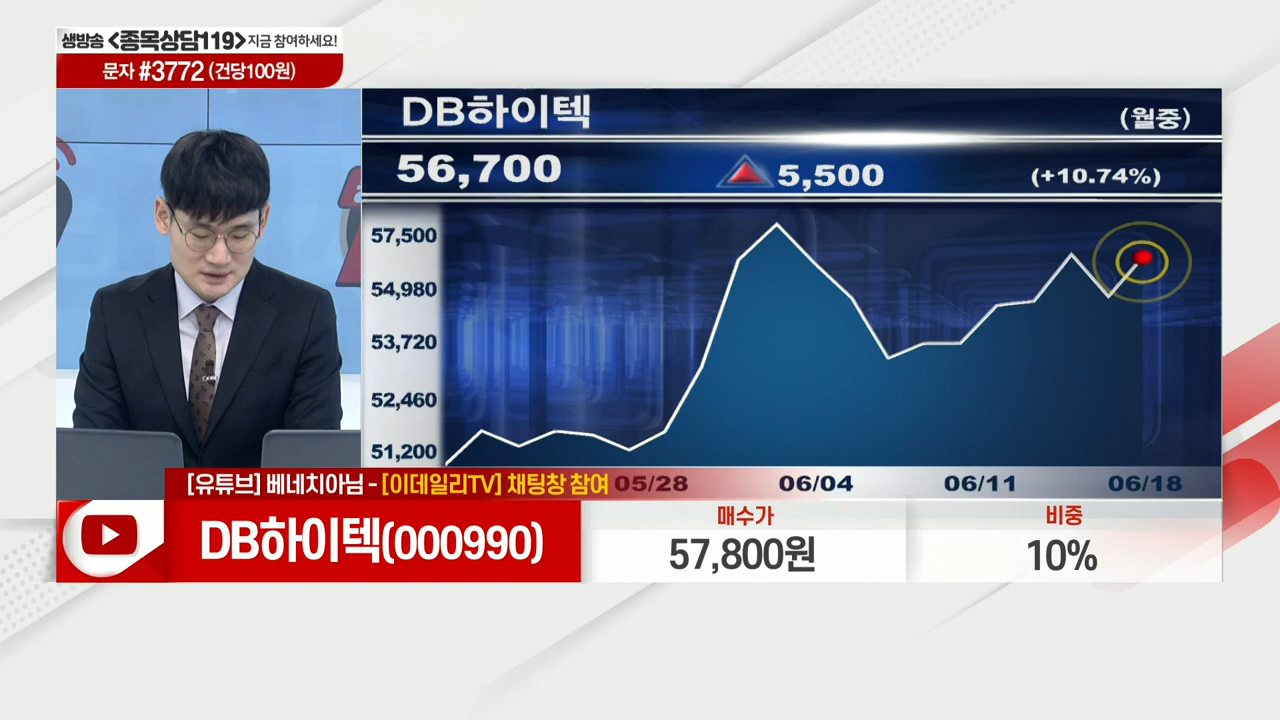 생방송 <종목상담119> 지금 참여하세요!
문자 #3772 (건당100원)
DB하이텍
(월중)
56,700
5,500
(+10.74%)
57,500
54,980
53,720
52,460
51,200
05/28
06/04
06/11
06/18
[유튜브] 베네치아님 - [이데일리TV] 채팅창 참여
DB하이텍(000990)
매수가
57,800원
비중
10%